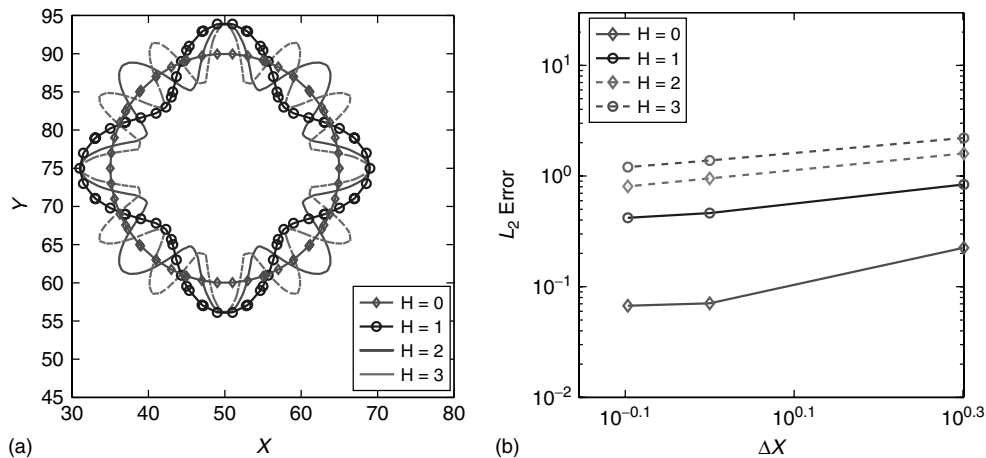 95
90
85
80
75
70
65
60
55
50
45
Y
30 40 50 60 70 80
X
H = 0
H = 1
H = 2
H = 3
(a)
10^1
10^0
10^−1
10^−2
L_2 Error
H = 0
H = 1
H = 2
H = 3
10^−0.1 10^0.1 10^0.3
ΔX
(b)